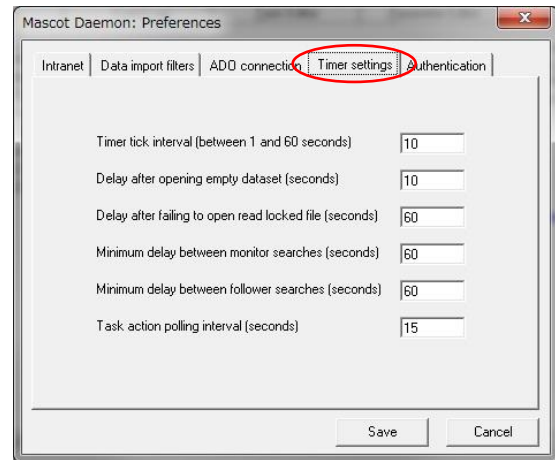 Mascot Daemon: Preferences
Intranet Data import filters ADO connection Timer settings Authentication
Timer tick interval (between 1 and 60 seconds) 10
Delay after opening empty dataset (seconds) 10
Delay after failing to open read locked file (seconds) 60
Minimum delay between monitor searches (seconds) 60
Minimum delay between follower searches (seconds) 60
Task action polling interval (seconds) 15
Save Cancel